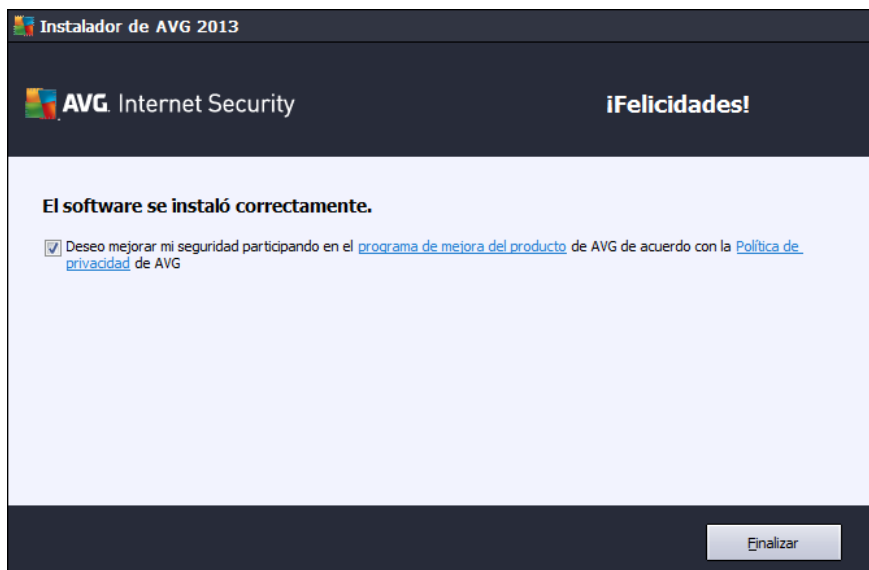 Instalador de AVG 2013
AVG. Internet Security
¡Felicidades!
El software se instaló correctamente.
Deseo mejorar mi seguridad participando en el programa de mejora del producto de AVG de acuerdo con la Política de
privacidad de AVG
Finalizar